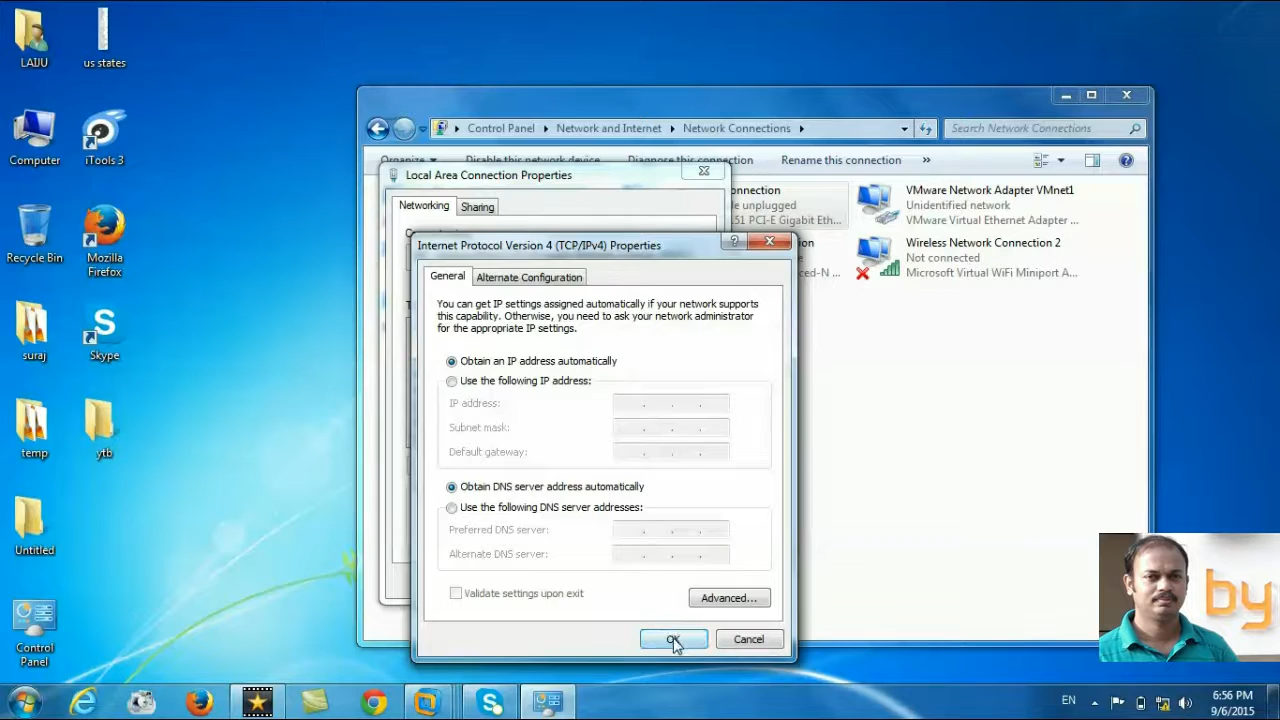 LAIJU
us states
Computer
iTools 3
Recycle Bin
Mozilla
Firefox
suraj
Skype
temp
ytb
Untitled
Control
Panel
Control Panel
Network and Internet
Network Connections
Search Network Connections
Organize
Disable this network device
Diagnose this connection
Rename this connection
»
Local Area Connection Properties
Networking
Sharing
onnection
le unplugged
51 PCI-E Gigabit Eth...
VMware Network Adapter VMnet1
Unidentified network
VMware Virtual Ethernet Adapter ...
ion
ced-N ...
Wireless Network Connection 2
Not connected
Microsoft Virtual WiFi Miniport A...
Internet Protocol Version 4 (TCP/IPv4) Properties
General
Alternate Configuration
You can get IP settings assigned automatically if your network supports
this capability. Otherwise, you need to ask your network administrator
for the appropriate IP settings.
Obtain an IP address automatically
Use the following IP address:
IP address:
Subnet mask:
Default gateway:
Obtain DNS server address automatically
Use the following DNS server addresses:
Preferred DNS server:
Alternate DNS server:
Validate settings upon exit
Advanced...
OK
Cancel
by
EN
6:56 PM
9/6/2015